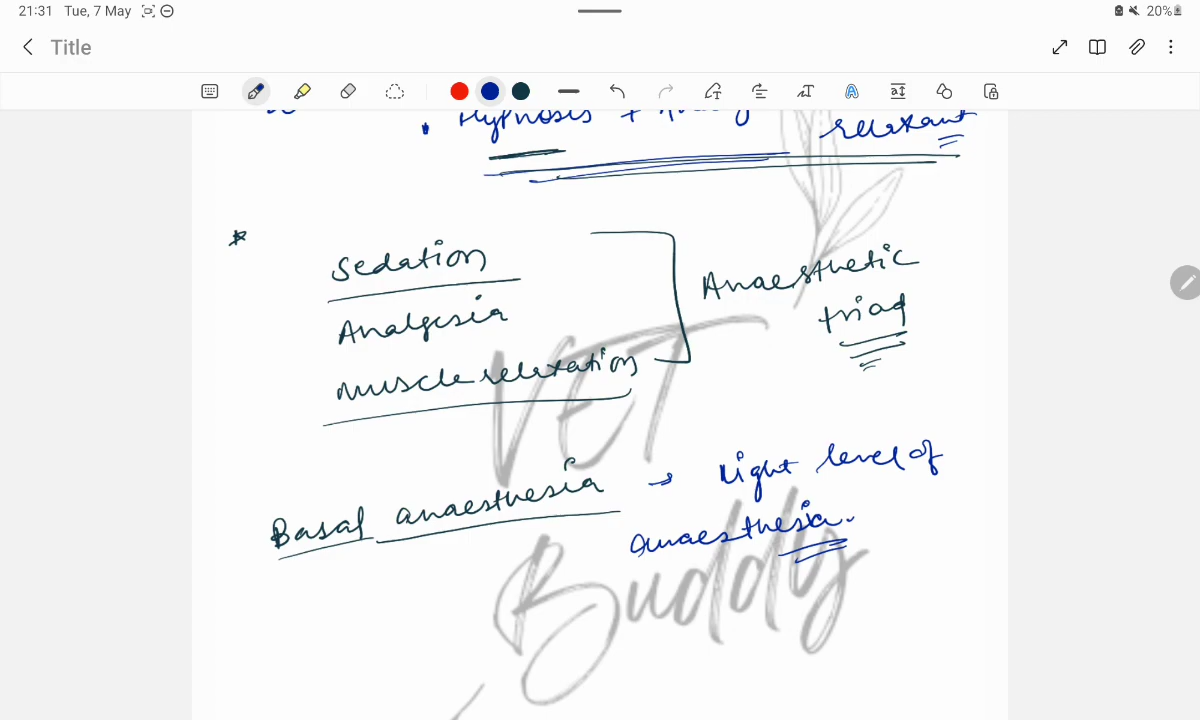 21:31 Tue, 7 May 20%
Title
Hypnosis +
relaxant
Sedation
Analgesia
muscle relaxation
Anaesthetic
triad
Basal anaesthesia → Light level of
anaesthesia.
VET
Buddy